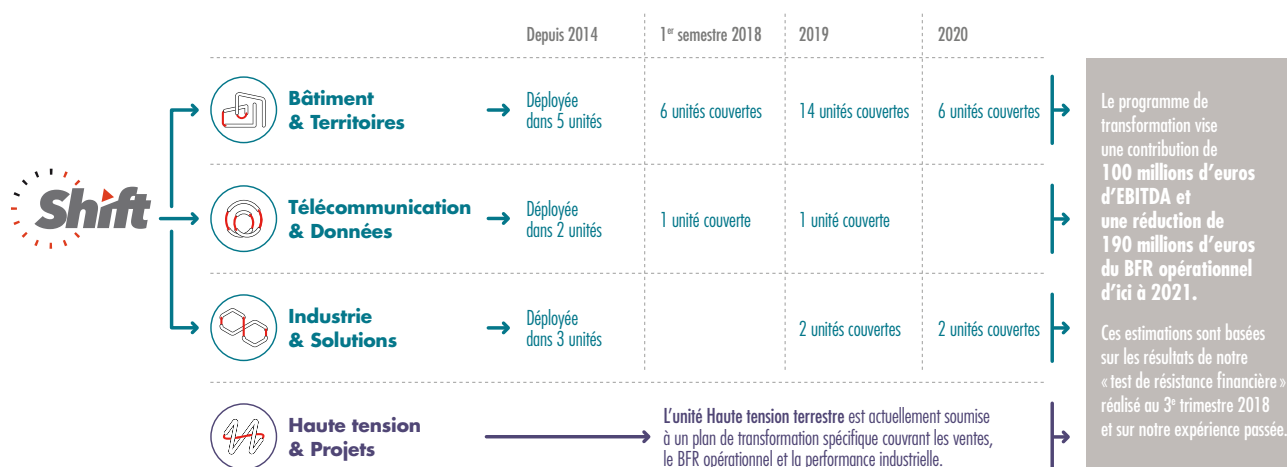 Depuis 2014
1er semestre 2018
2019
2020
Shift
Bâtiment
& Territoires
Déployée
dans 5 unités
6 unités couvertes
14 unités couvertes
6 unités couvertes
Télécommunication
& Données
Déployée
dans 2 unités
1 unité couverte
1 unité couverte
Industrie
& Solutions
Déployée
dans 3 unités
2 unités couvertes
2 unités couvertes
Haute tension
& Projets
L'unité Haute tension terrestre est actuellement soumise
à un plan de transformation spécifique couvrant les ventes,
le BFR opérationnel et la performance industrielle.
Le programme de
transformation vise
une contribution de
100 millions d'euros
d'EBITDA et
une réduction de
190 millions d'euros
du BFR opérationnel
d'ici à 2021.
Ces estimations sont basées
sur les résultats de notre
« test de résistance financière »
réalisé au 3e trimestre 2018
et sur notre expérience passée.